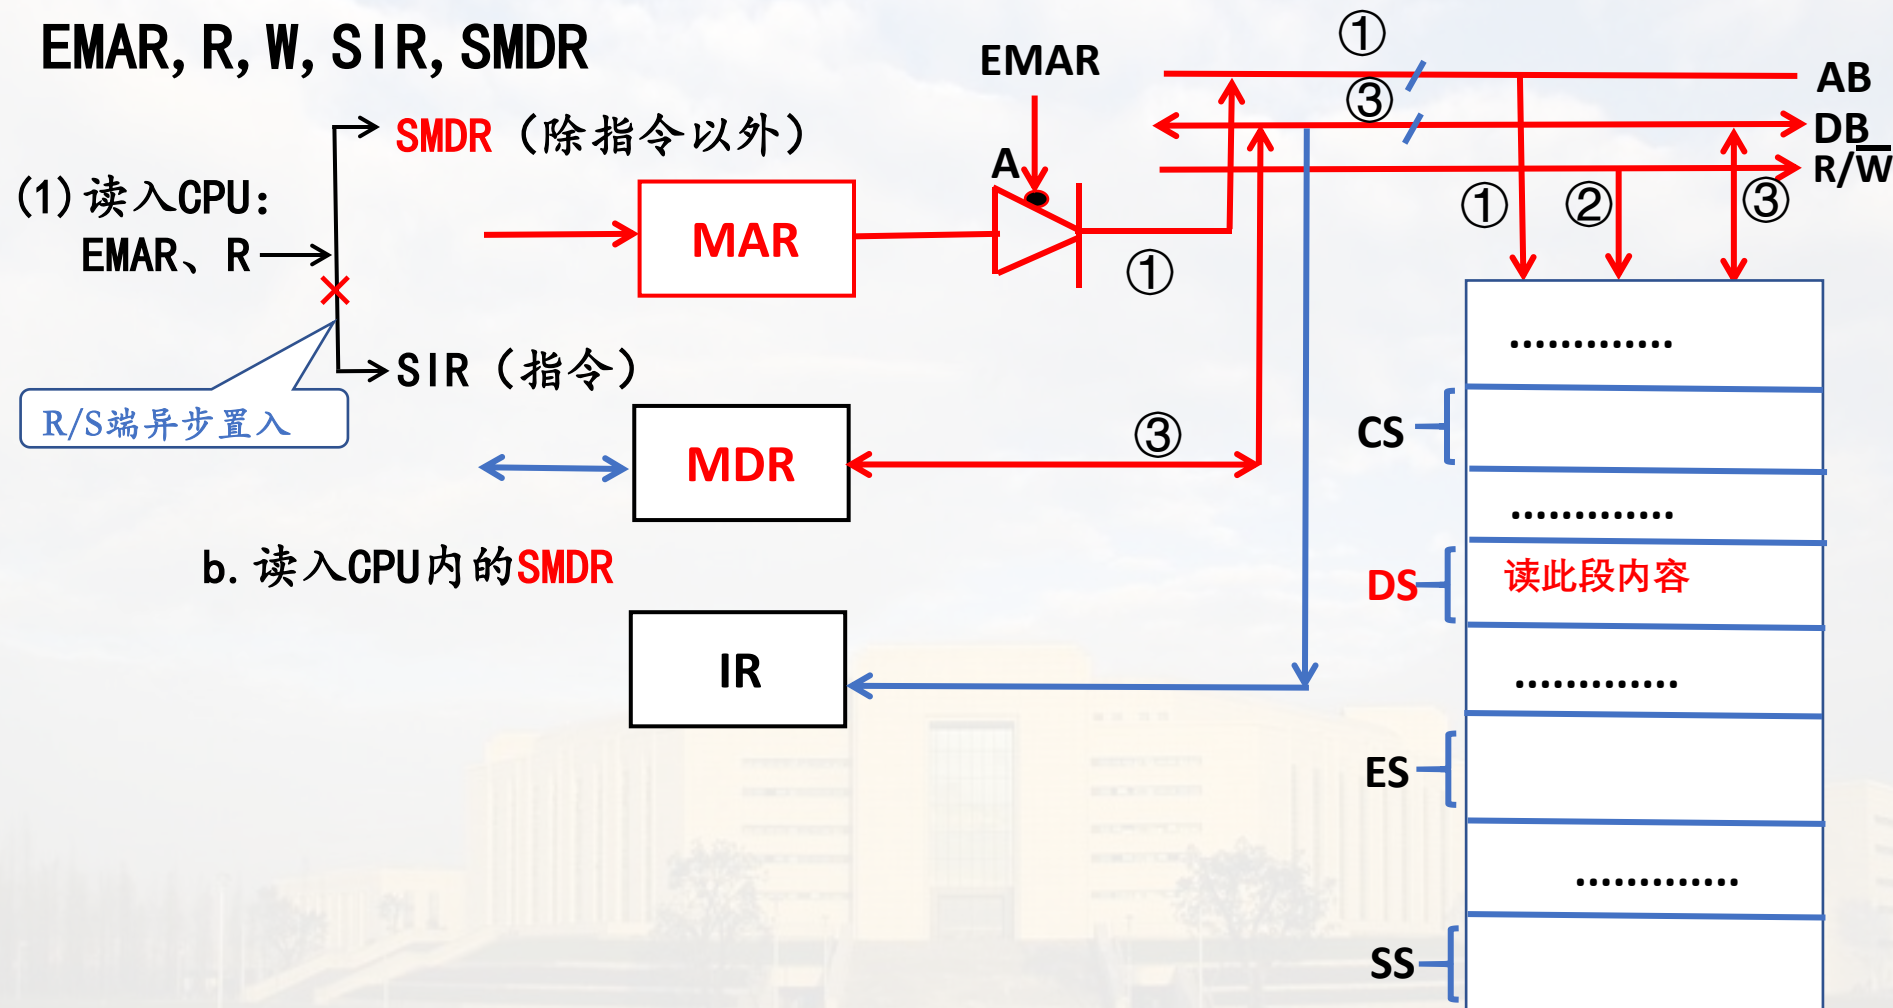 EMAR,R,W,SIR,SMDR
SMDR（除指令以外）
(1)读入CPU：
EMAR、R
SIR（指令）
R/S端异步置入
EMAR
A
MAR
①
MDR
③
b.读入CPU内的SMDR
IR
①
③
AB
DB
R/W̅
①
②
③
.............
CS
.............
DS
读此段内容
.............
ES
.............
SS